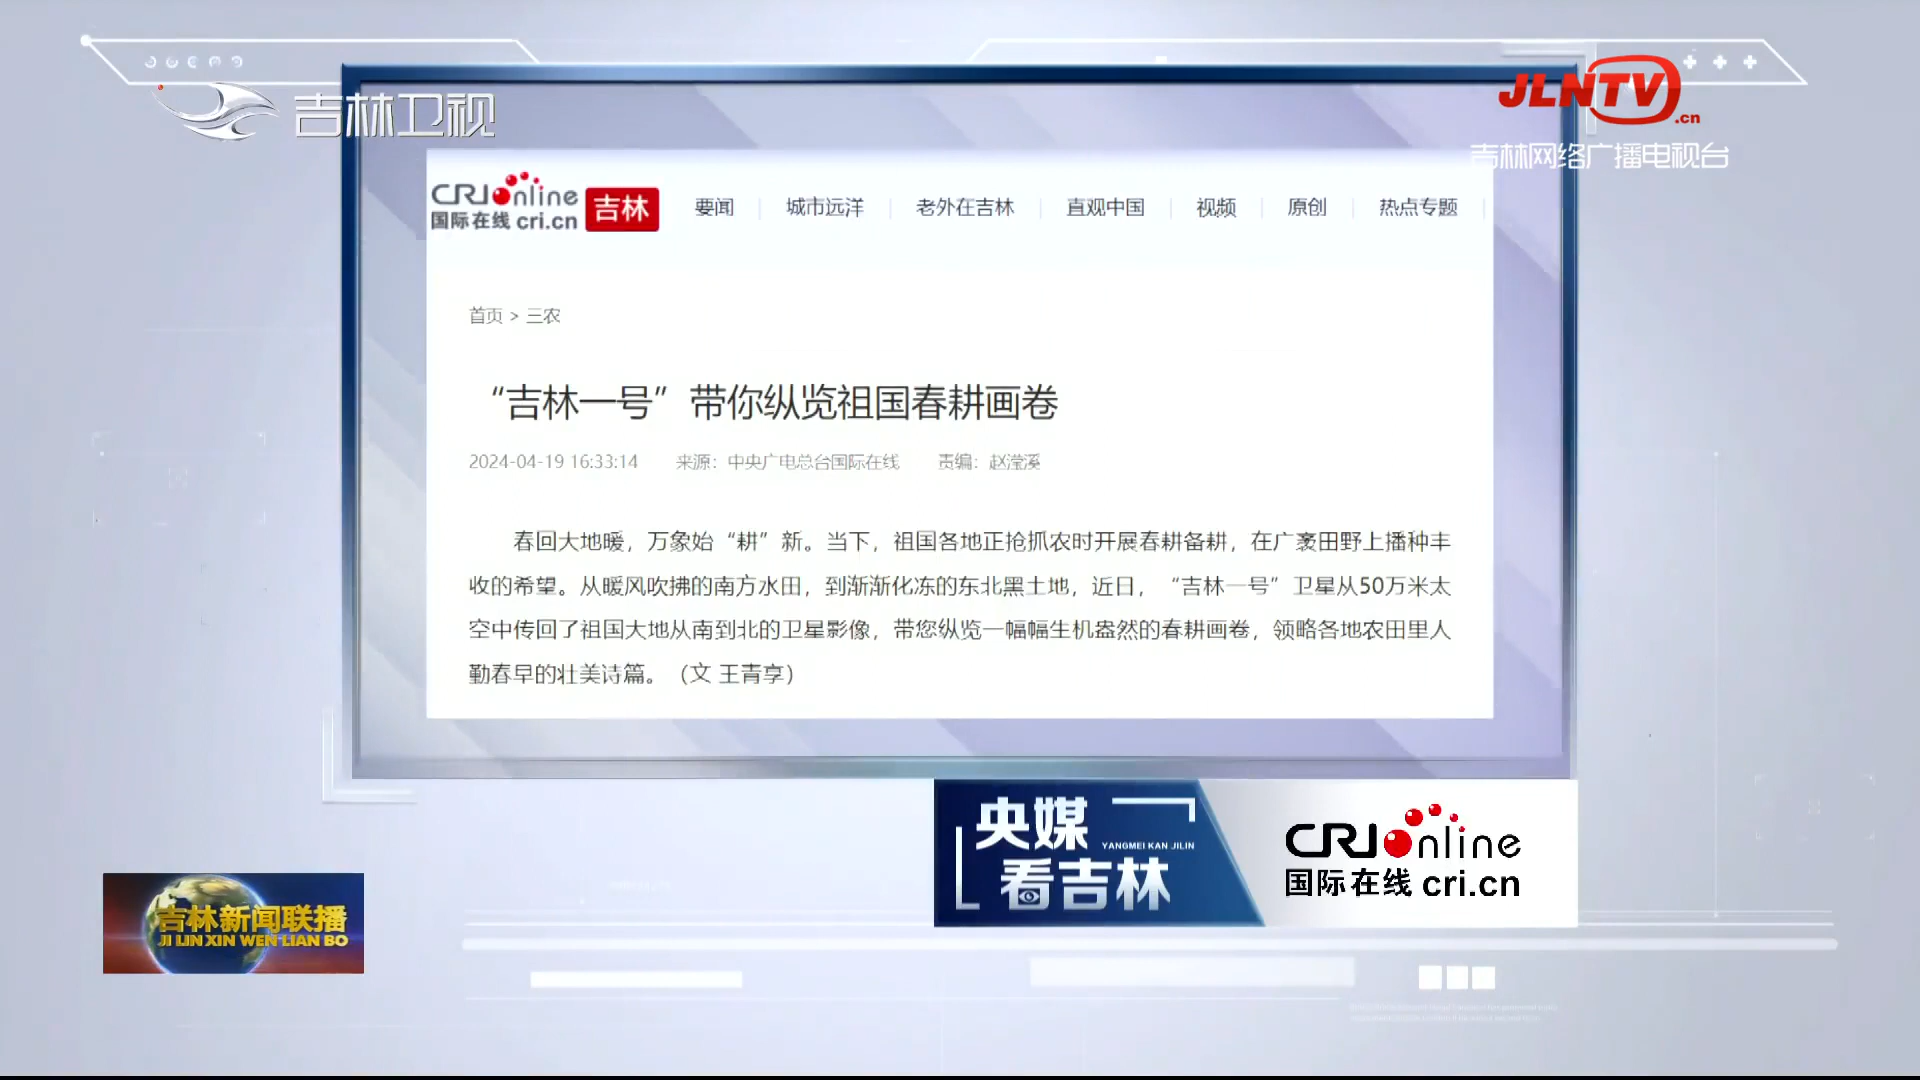 吉林卫视
JLNTV.cn
吉林网络广播电视台
CRIOnline
国际在线 cri.cn
吉林
要闻
城市远洋
老外在吉林
直观中国
视频
原创
热点专题
首页 > 三农
“吉林一号”带你纵览祖国春耕画卷
2024-04-19 16:33:14 来源：中央广电总台国际在线 责编：赵滢溪
春回大地暖，万象始“耕”新。当下，祖国各地正抢抓农时开展春耕备耕，在广袤田野上播种丰
收的希望。从暖风吹拂的南方水田，到渐渐化冻的东北黑土地，近日，“吉林一号”卫星从50万米太
空中传回了祖国大地从南到北的卫星影像，带您纵览一幅幅生机盎然的春耕画卷，领略各地农田里人
勤春早的壮美诗篇。（文 王青享）
央媒
YANGMEI KAN JILIN
看吉林
CRIOnline
国际在线 cri.cn
吉林新闻联播
JI LIN XIN WEN LIAN BO